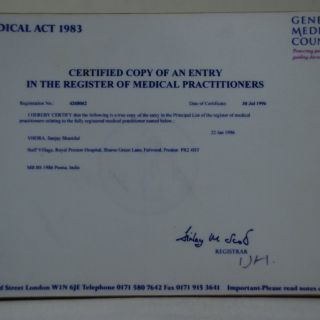 DICAL ACT 1983
GENE
MEDI
COUN
CERTIFIED COPY OF AN ENTRY
IN THE REGISTER OF MEDICAL PRACTITIONERS
Registration No. Date of Certificate 30 Jul 1996
I HEREBY CERTIFY that the following is a true copy of the entry in the Principal List of the register of medical
practitioners relating to the fully registered medical practitioner named below:-
22 Jan 1986
VHORA, Sanjay
Staff Village, Royal Preston Hospital, Sharoe Green Lane, Fulwood, Preston PR2 4HT
MB BS 1986 Poona, India
REGISTRAR
d Street London W1N 6JE Telephone 0171 580 7642 Fax 0171 915 3641 Important-Please read notes o